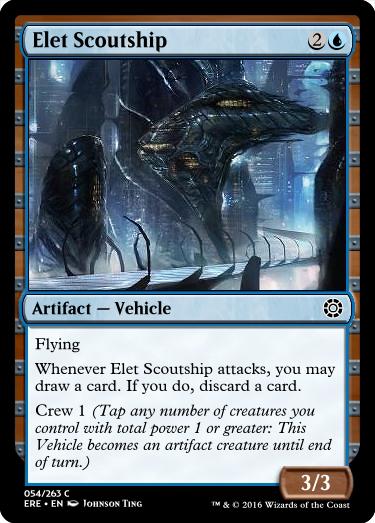 Elet Scoutship 2
Artifact — Vehicle
Flying
Whenever Elet Scoutship attacks, you may
draw a card. If you do, discard a card.
Crew 1 (Tap any number of creatures you
control with total power 1 or greater: This
Vehicle becomes an artifact creature until end
of turn.)
3/3
054/263 C
ERE • EN Johnson Ting
™ & © 2016 Wizards of the Coast